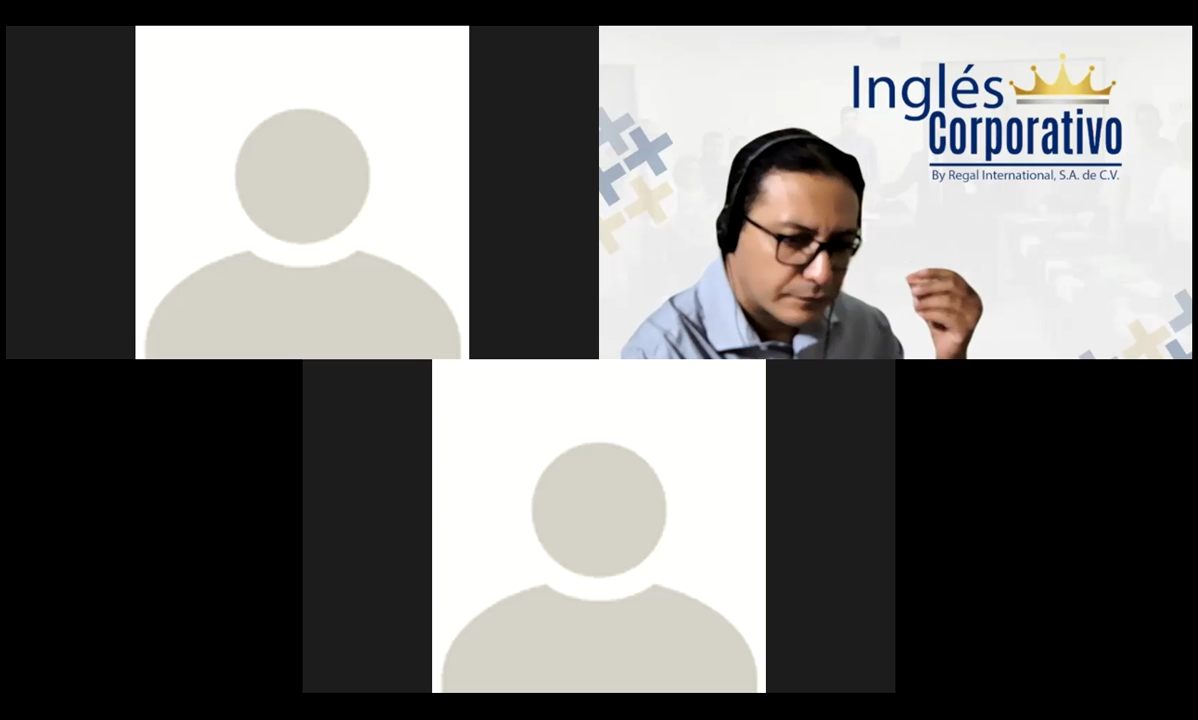 Inglés
Corporativo
By Regal International, S.A. de C.V.